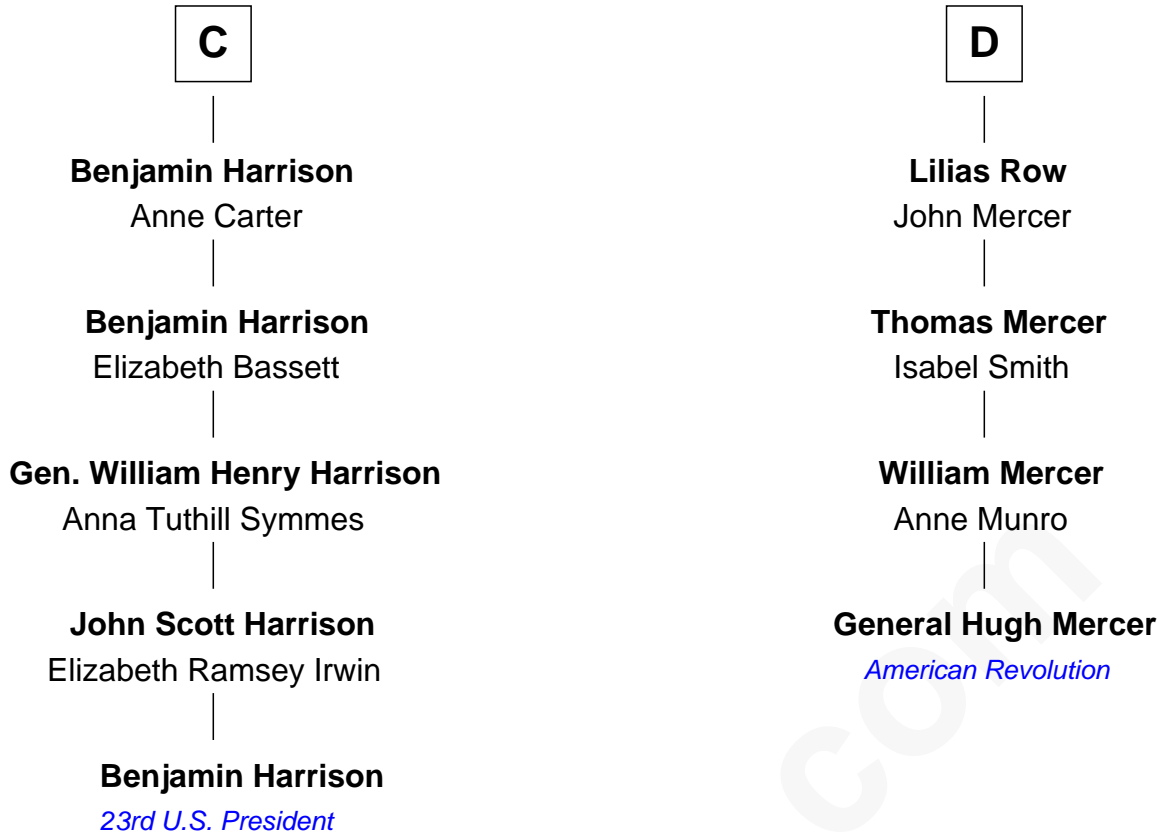 C
Benjamin Harrison
Anne Carter
Benjamin Harrison
Elizabeth Bassett
Gen. William Henry Harrison
Anna Tuthill Symmes
John Scott Harrison
Elizabeth Ramsey Irwin
Benjamin Harrison
23rd U.S. President
D
Lilias Row
John Mercer
Thomas Mercer
Isabel Smith
William Mercer
Anne Munro
General Hugh Mercer
American Revolution
com